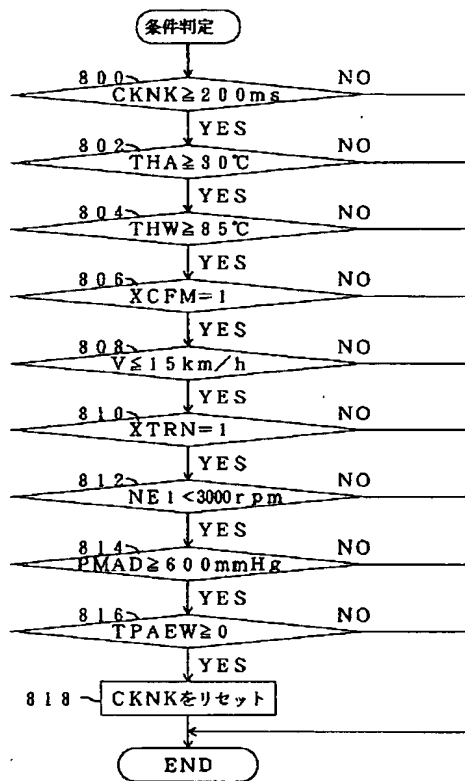 条件判定
800 NO
CKNK≧200ms
YES
802 NO
THA≧30℃
YES
804 NO
THW≧85℃
YES
806 NO
XCFM=1
YES
808 NO
V≦15km/h
YES
810 NO
XTRN=1
YES
812 NO
NE1<3000rpm
YES
814 NO
PMAD≧600mmHg
YES
816 NO
TPAEW≧0
YES
818 CKNKをリセット
END